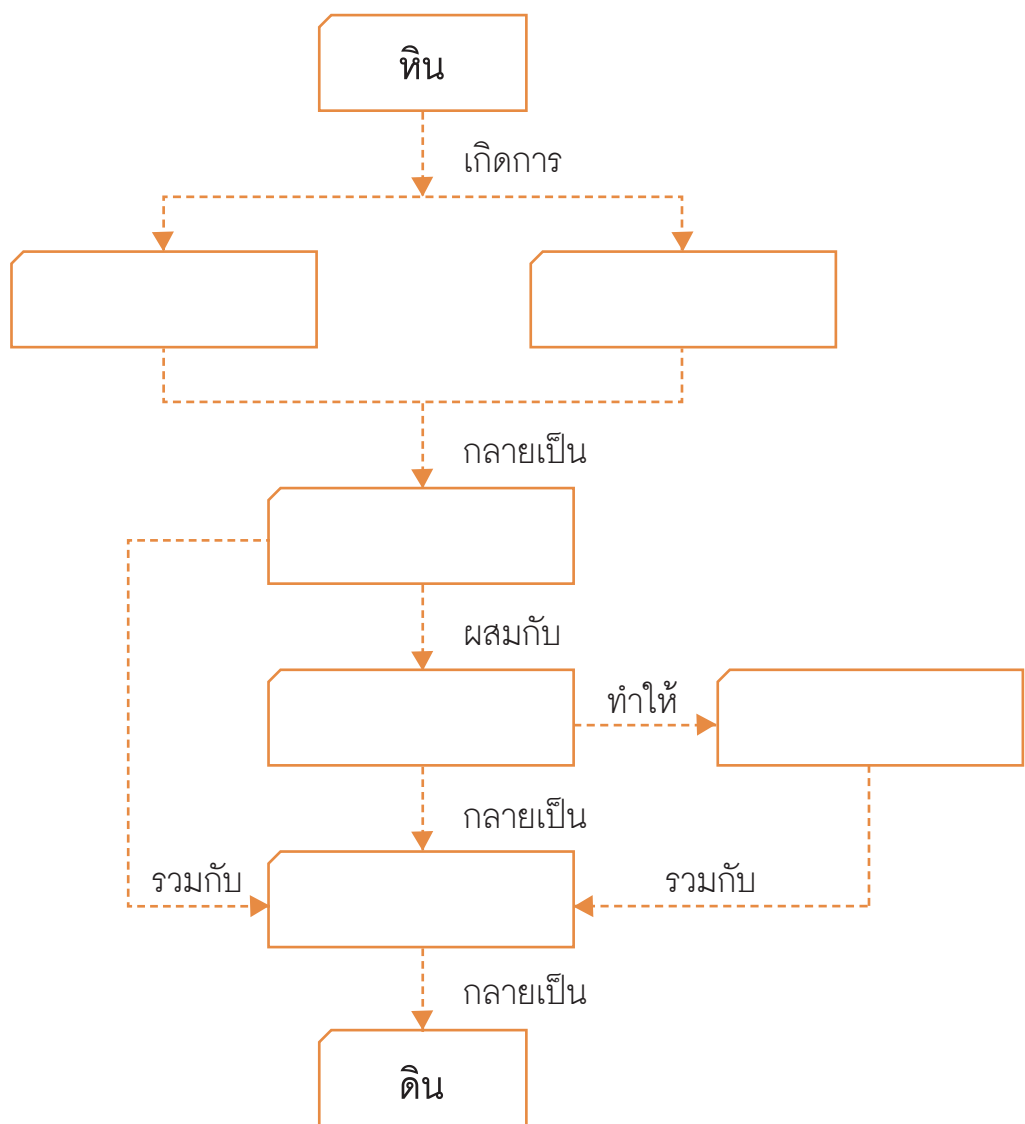 หิน
เกิดการ
กลายเป็น
ผสมกับ
ทำให้
กลายเป็น
รวมกับ
รวมกับ
กลายเป็น
ดิน